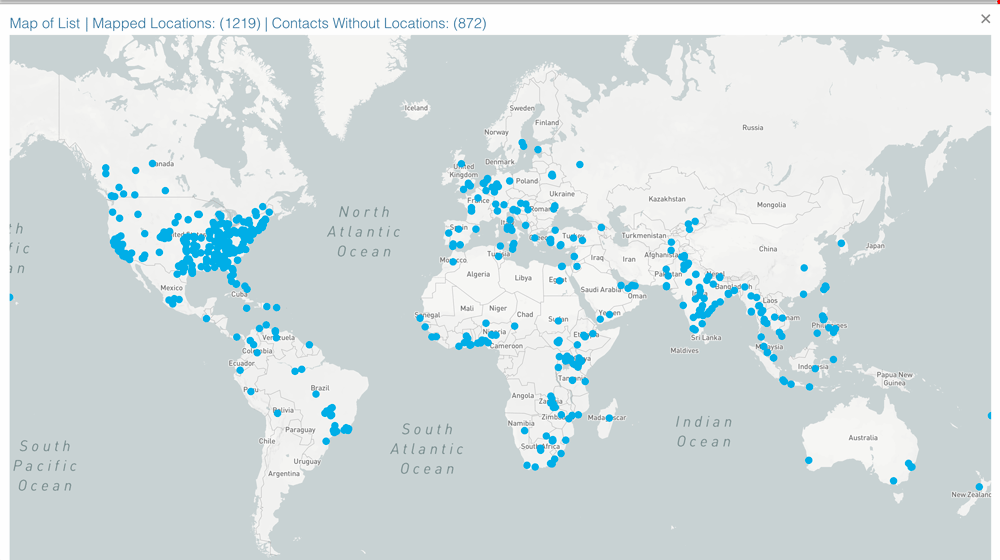 Map of List | Mapped Locations: (1219) | Contacts Without Locations: (872)
Iceland
Sweden
Finland
Norway
Russia
Canada
United Kingdom
Denmark
Poland
Ukraine
Kazakhstan
Mongolia
France
Romania
North Atlantic Ocean
Spain
Turkmenistan
China
Japan
United States
Greece
Turkey
Morocco
Tunisia
Iraq
Iran
Afghanistan
Pakistan
Nepal
Algeria
Libya
Egypt
Bangladesh
Mexico
Cuba
Saudi Arabia
Oman
India
Laos
Mali
Niger
Chad
Sudan
Yemen
Senegal
Nigeria
Ethiopia
Vietnam
Philippines
Venezuela
Cameroon
Sri Lanka
Malaysia
Maldives
Colombia
Ecuador
Kenya
Indonesia
Tanzania
Papua New Guinea
Peru
Brazil
Angola
Zambia
Bolivia
Zimbabwe
Madagascar
Namibia
Indian Ocean
Paraguay
South Atlantic Ocean
Chile
South Africa
Australia
South Pacific Ocean
Uruguay
Argentina
New Zealand